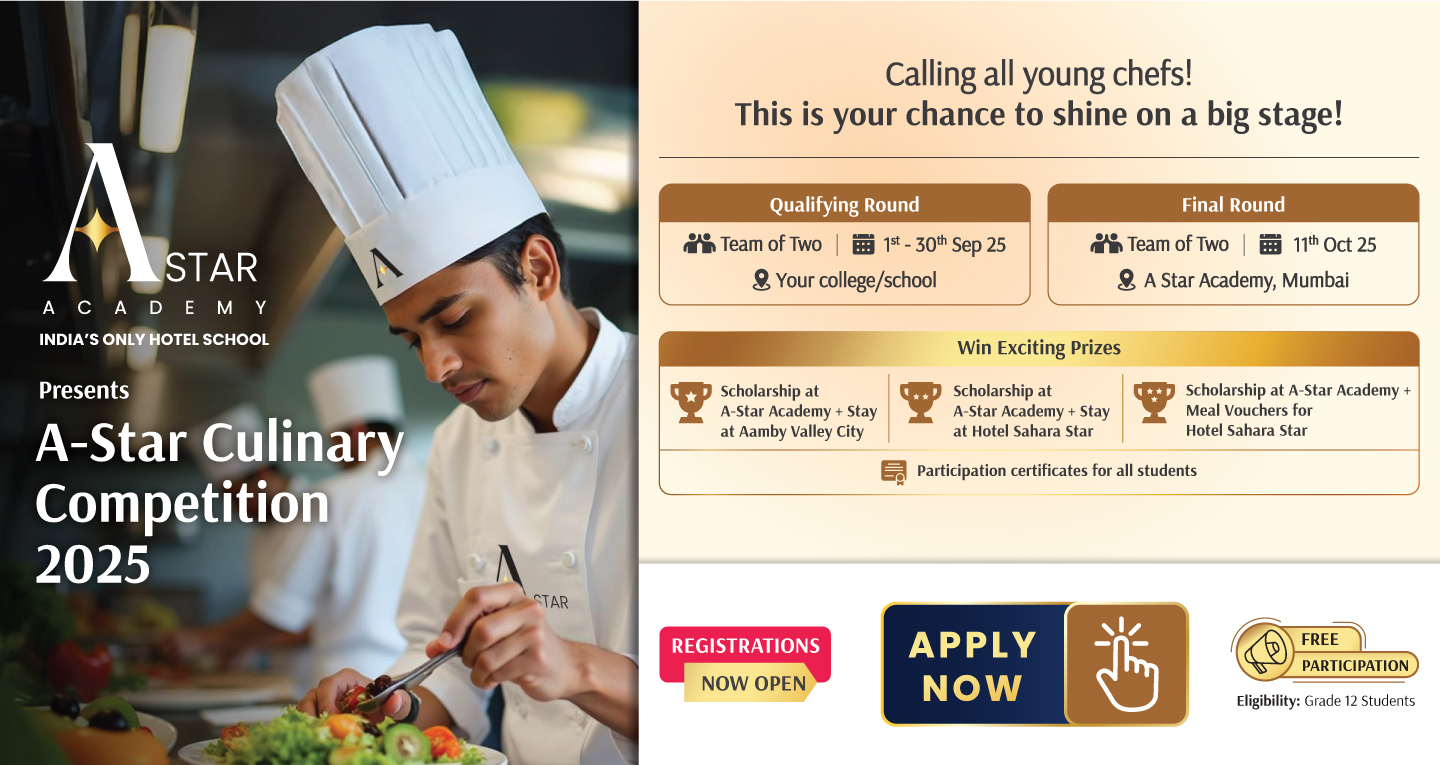 A STAR
ACADEMY
INDIA'S ONLY HOTEL SCHOOL
Presents
A-Star Culinary
Competition
2025
A
A STAR
Calling all young chefs!
This is your chance to shine on a big stage!
Qualifying Round
Team of Two | 1st - 30th Sep 25
Your college/school
Final Round
Team of Two | 11th Oct 25
A Star Academy, Mumbai
Win Exciting Prizes
Scholarship at
A-Star Academy + Stay
at Aamby Valley City
Scholarship at
A-Star Academy + Stay
at Hotel Sahara Star
Scholarship at A-Star Academy +
Meal Vouchers for
Hotel Sahara Star
Participation certificates for all students
REGISTRATIONS
NOW OPEN
APPLY
NOW
FREE
PARTICIPATION
Eligibility: Grade 12 Students